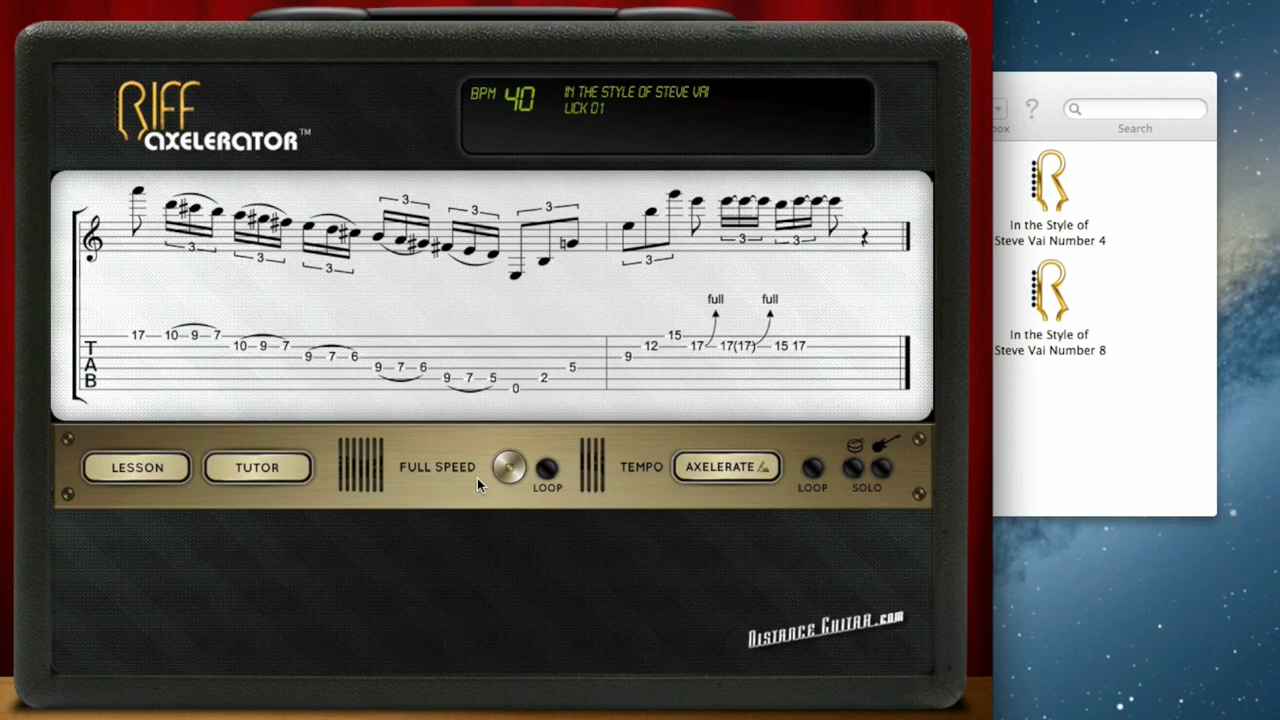 RIFF
AXELERATOR™
BPM 40
IN THE STYLE OF STEVE VAI
LICK 01
?
Search
In the Style of
Steve Vai Number 4
In the Style of
Steve Vai Number 8
3 3 3 3 3 3 3 3 3
full full
T
A
B
17 10 9 7
10 9 7
9 7 6
9 7 6
9 7 5
0 2 5
9 12 15
17 17(17) 15 17
LESSON
TUTOR
FULL SPEED
LOOP
TEMPO
AXELERATE
LOOP
SOLO
DISTANCE GUITAR.com